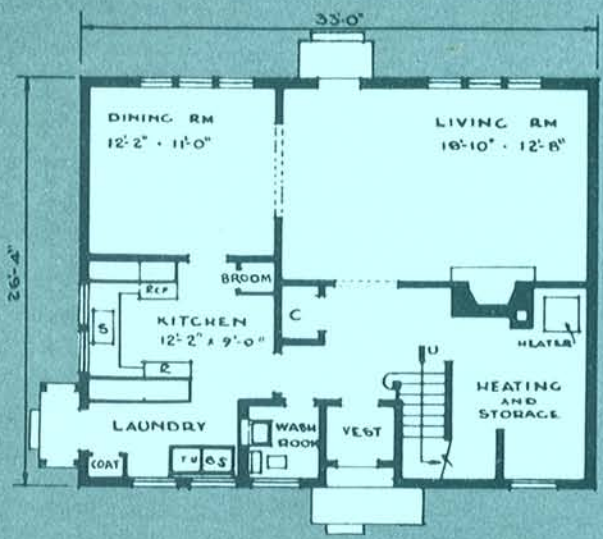 33'-0"
DINING RM
12'-2" · 11'-0"
LIVING RM
18'-10" · 12'-8"
26'-4"
BROOM
REF
C
S
KITCHEN
12'-2" x 9'-0"
HEATER
U
R
HEATING
AND
STORAGE
LAUNDRY
WASH
ROOM
VEST
COAT
TUBS